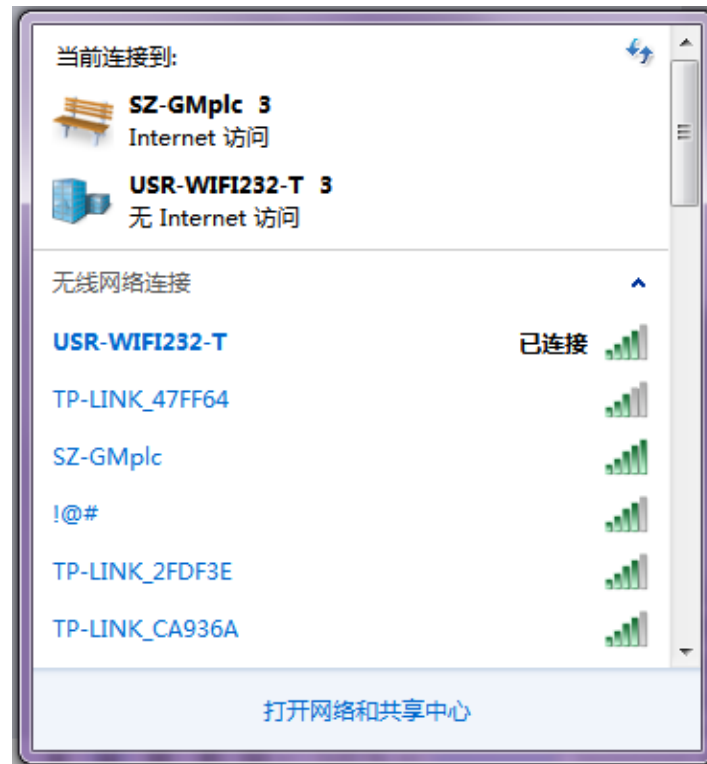 当前连接到:
SZ-GMplc 3
Internet 访问
USR-WIFI232-T 3
无 Internet 访问
无线网络连接
USR-WIFI232-T 已连接
TP-LINK_47FF64
SZ-GMplc
!@#
TP-LINK_2FDF3E
TP-LINK_CA936A
打开网络和共享中心